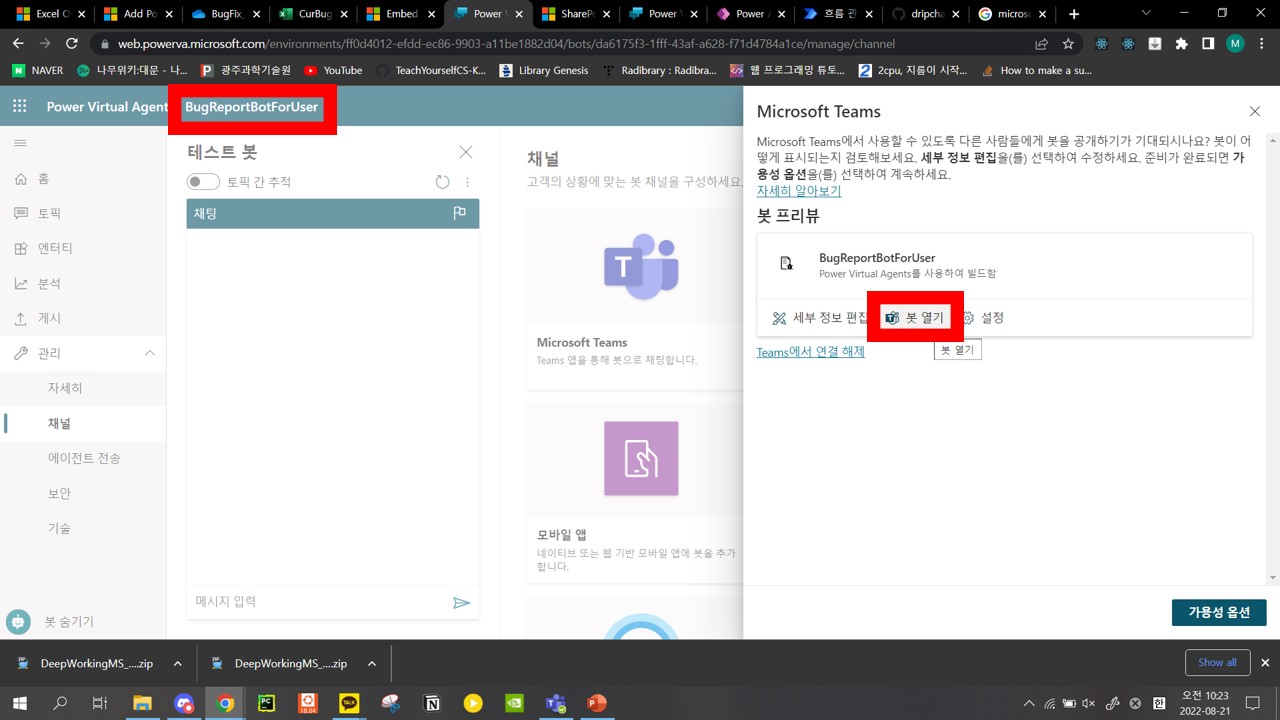 Excel o
Add Po
BugFix_
CurBug
Embed
Power V
ShareP
Power V
Power A
흐름 관
dripcha
micros
web.powerva.microsoft.com/environments/ff0d4012-efdd-ec86-9903-a11be1882d04/bots/da6175f3-1fff-43af-a628-f71d4784a1ce/manage/channel
M
NAVER
나무위키:대문 - 나...
광주과학기술원
YouTube
TeachYourselfCS-K...
Library Genesis
Radibra.: Radibra...
웹 프로그래밍 튜토...
2cpu, 지름이 시작...
How to make a su...
Power Virtual Agent
BugReportBotForUser
홈
토픽
엔터티
분석
게시
관리
자세히
채널
에이전트 전송
보안
기술
봇 숨기기
테스트 봇
토픽 간 추적
채팅
메시지 입력
채널
고객의 상황에 맞는 봇 채널을 구성하세요.
Microsoft Teams
Teams 앱을 통해 봇으로 채팅합니다.
모바일 앱
네이티브 또는 웹 기반 모바일 앱에 봇을 추가
합니다.
Microsoft Teams
Microsoft Teams에서 사용할 수 있도록 다른 사람들에게 봇을 공개하기가 기대되시나요? 봇이 어
떻게 표시되는지 검토해보세요. 세부 정보 편집을(를) 선택하여 수정하세요. 준비가 완료되면 가
용성 옵션을(를) 선택하여 계속하세요.
자세히 알아보기
봇 프리뷰
BugReportBotForUser
Power Virtual Agents를 사용하여 빌드함
세부 정보 편집
봇 열기
설정
Teams에서 연결 해제
봇 열기
가용성 옵션
DeepWorkingMS_....zip
DeepWorkingMS_....zip
Show all
오전 10:23
2022-08-21